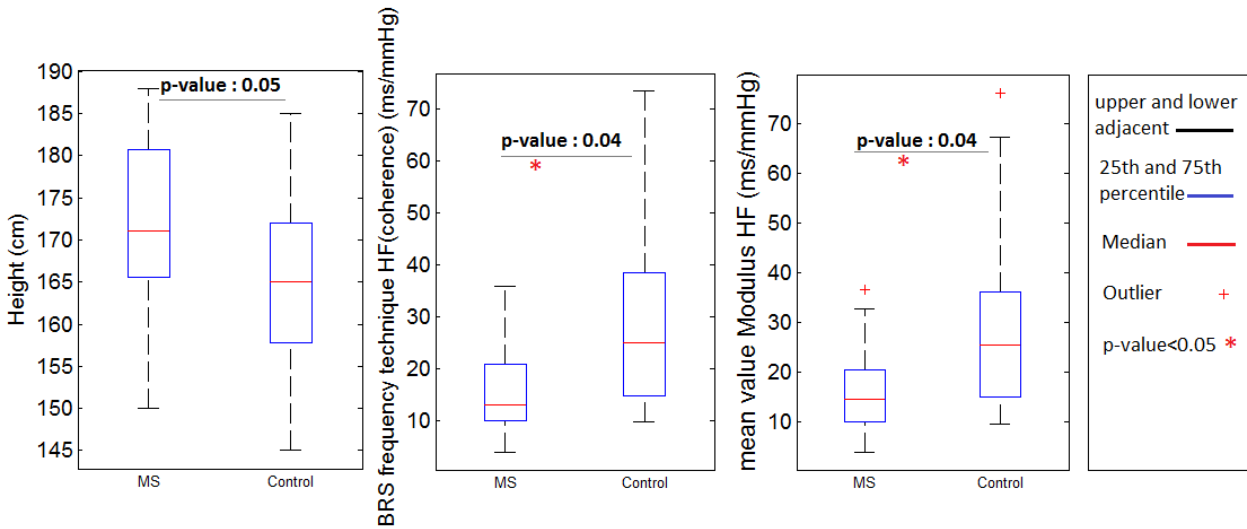 Height (cm)
190
185
180
175
170
165
160
155
150
145
p-value : 0.05
MS
Control
BRS frequency technique HF(coherence) (ms/mmHg)
70
60
50
40
30
20
10
p-value : 0.04
*
MS
Control
mean value Modulus HF (ms/mmHg)
70
60
50
40
30
20
10
p-value : 0.04
*
MS
Control
upper and lower
adjacent
25th and 75th
percentile
Median
Outlier +
p-value<0.05 *